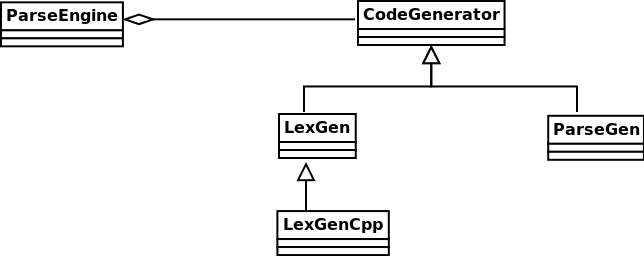 ParseEngine
CodeGenerator
LexGen
ParseGen
LexGenCpp